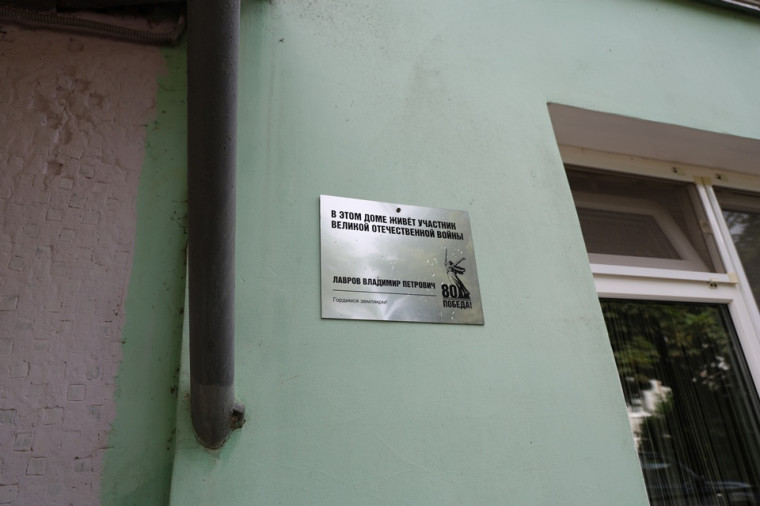 В ЭТОМ ДОМЕ ЖИВЁТ УЧАСТНИК
ВЕЛИКОЙ ОТЕЧЕСТВЕННОЙ ВОЙНЫ
ЛАВРОВ ВЛАДИМИР ПЕТРОВИЧ
Гордимся земляком!
80
ПОБЕДА!